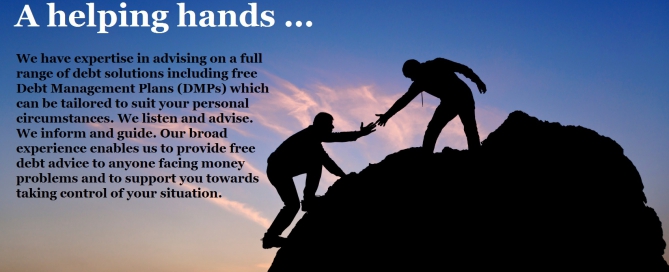 A helping hands ...
We have expertise in advising on a full
range of debt solutions including free
Debt Management Plans (DMPs) which
can be tailored to suit your personal
circumstances. We listen and advise.
We inform and guide. Our broad
experience enables us to provide free
debt advice to anyone facing money
problems and to support you towards
taking control of your situation.